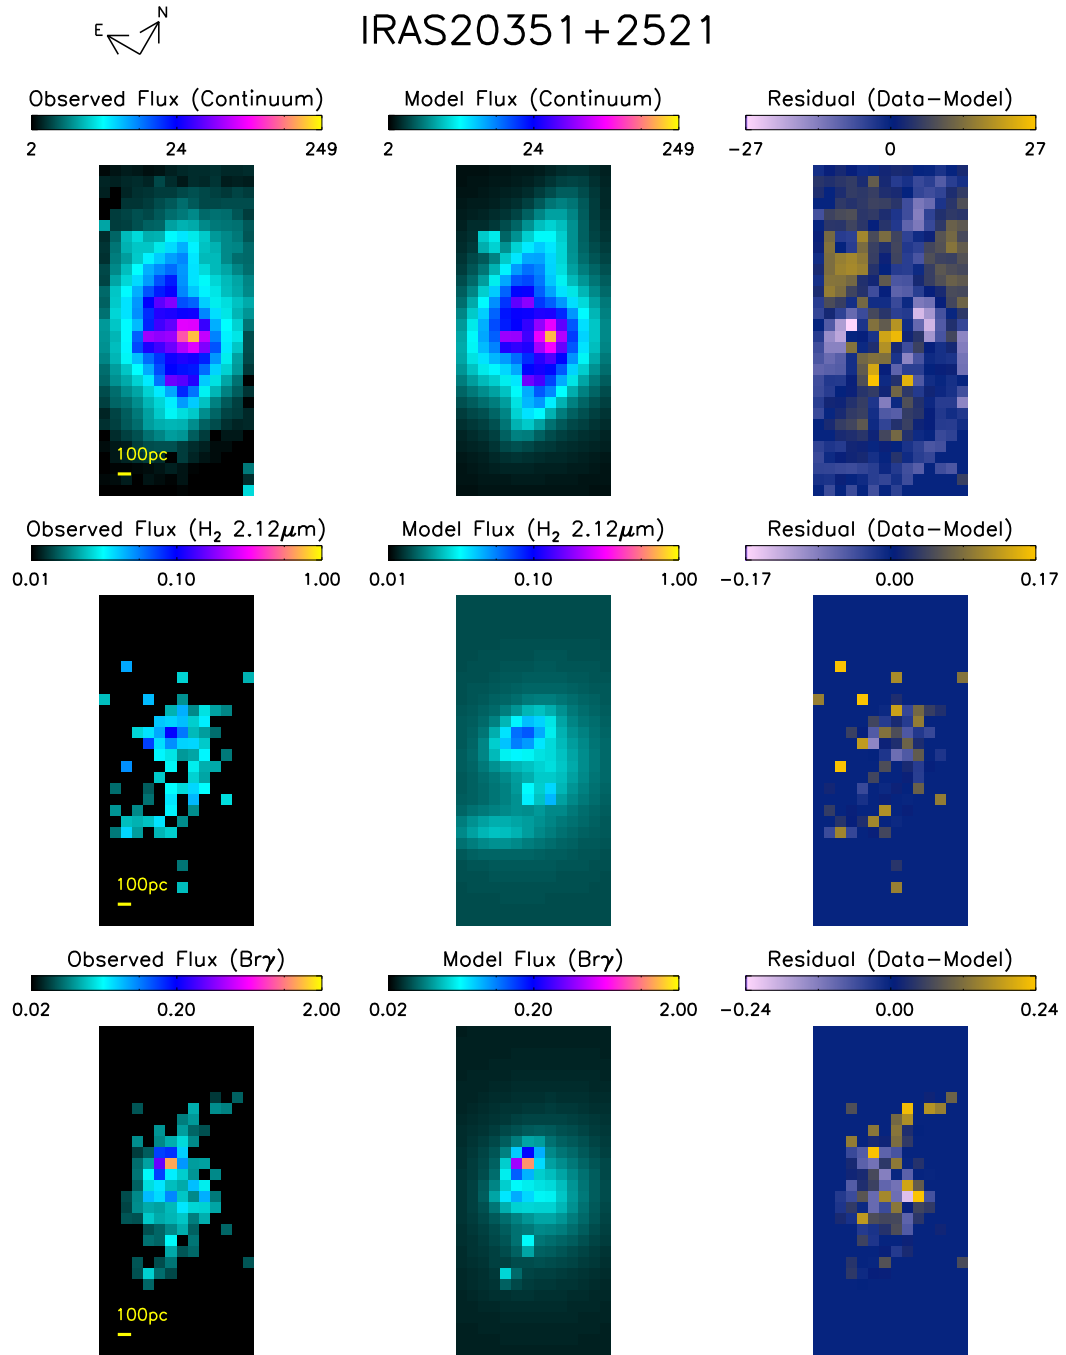 E N
IRAS20351+2521
Observed Flux (Continuum) Model Flux (Continuum) Residual (Data−Model)
2 24 249 2 24 249 −27 0 27
100pc
Observed Flux (H₂ 2.12μm) Model Flux (H₂ 2.12μm) Residual (Data−Model)
0.01 0.10 1.00 0.01 0.10 1.00 −0.17 0.00 0.17
100pc
Observed Flux (Brγ) Model Flux (Brγ) Residual (Data−Model)
0.02 0.20 2.00 0.02 0.20 2.00 −0.24 0.00 0.24
100pc